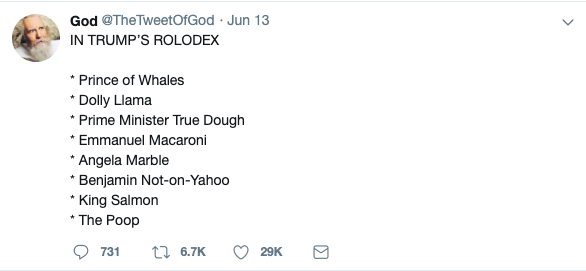 God @TheTweetOfGod · Jun 13
IN TRUMP'S ROLODEX
* Prince of Whales
* Dolly Llama
* Prime Minister True Dough
* Emmanuel Macaroni
* Angela Marble
* Benjamin Not-on-Yahoo
* King Salmon
* The Poop
731 6.7K 29K